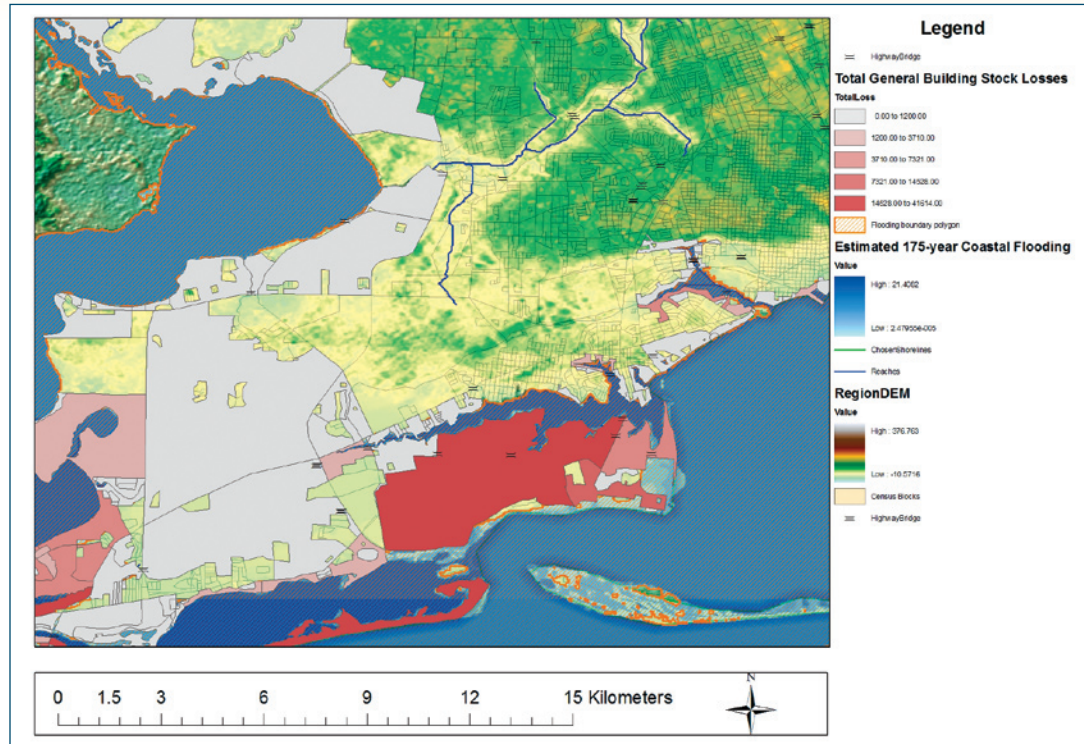 Legend
HighwayBridge
Total General Building Stock Losses
TotalLoss
0.00 to 1200.00
1200.00 to 3710.00
3710.00 to 7321.00
7321.00 to 14528.00
14528.00 to 41614.00
Flooding boundary polygon
Estimated 175-year Coastal Flooding
Value
High : 21.4062
Low : 2.47955e-005
ChosenShorelines
Reaches
RegionDEM
Value
High : 376.763
Low : -10.5716
Census Blocks
HighwayBridge
N
0 1.5 3 6 9 12 15 Kilometers